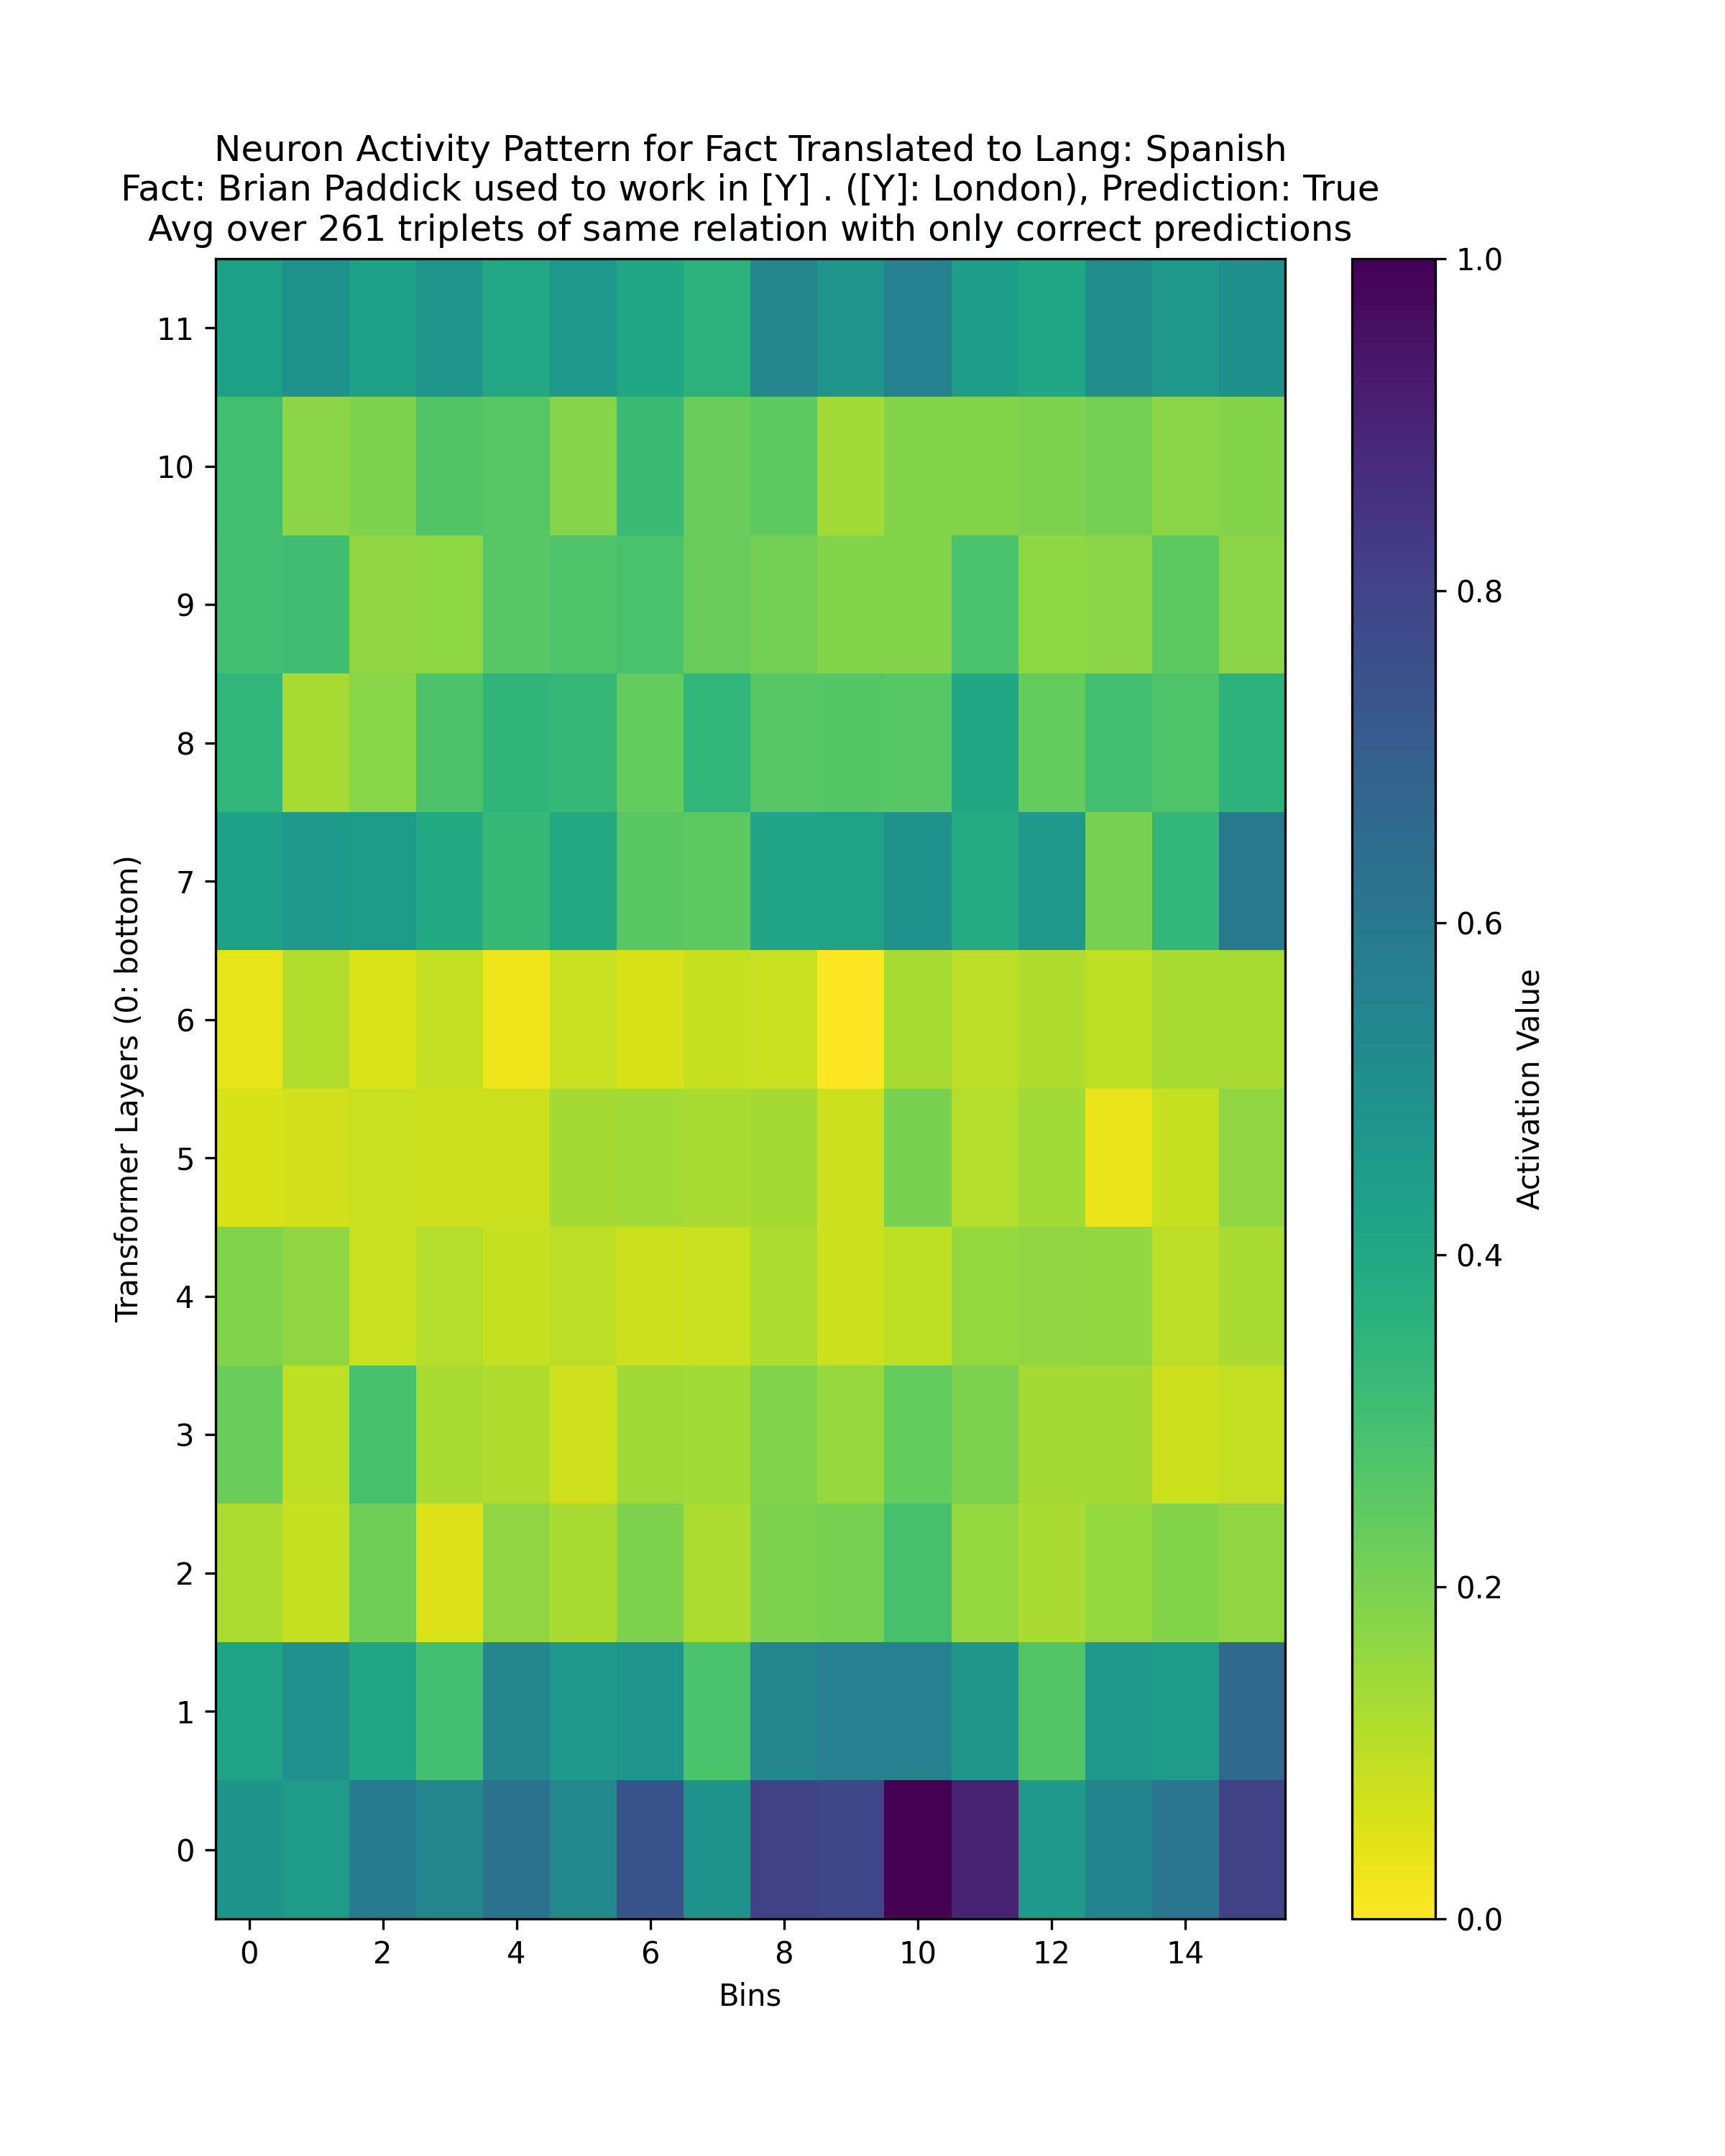 Neuron Activity Pattern for Fact Translated to Lang: Spanish
Fact: Brian Paddick used to work in [Y] . ([Y]: London), Prediction: True
Avg over 261 triplets of same relation with only correct predictions
Transformer Layers (0: bottom)
11
10
9
8
7
6
5
4
3
2
1
0
0 2 4 6 8 10 12 14
Bins
1.0
0.8
0.6
0.4
0.2
0.0
Activation Value